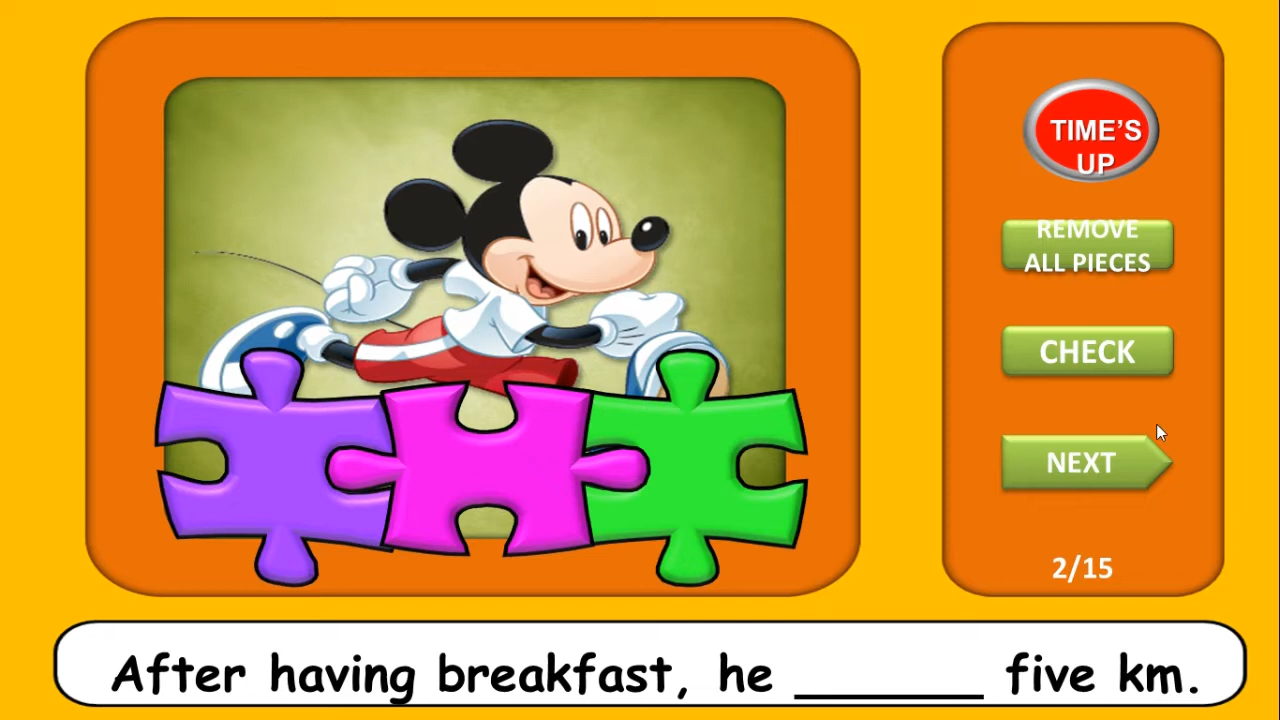 TIME'S
UP
REMOVE
ALL PIECES
CHECK
NEXT
2/15
After having breakfast, he _______ five km.